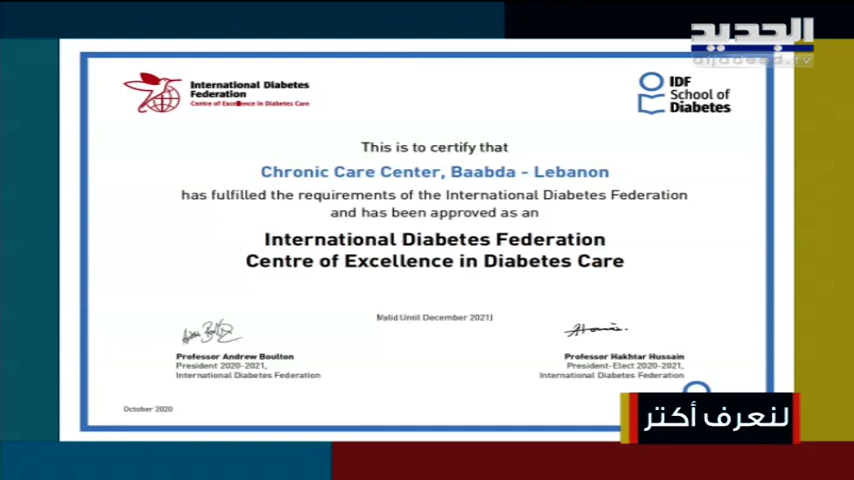 الجديد
aljadeed.tv
International Diabetes
Federation
Centre of Excellence in Diabetes Care
IDF
School of
Diabetes
This is to certify that
Chronic Care Center, Baabda - Lebanon
has fulfilled the requirements of the International Diabetes Federation
and has been approved as an
International Diabetes Federation
Centre of Excellence in Diabetes Care
(Valid Until December 2021)
Professor Andrew Boulton
President 2020-2021,
International Diabetes Federation
Professor Hakhtar Hussain
President-Elect 2020-2021,
International Diabetes Federation
October 2020
لنعرف أكتر